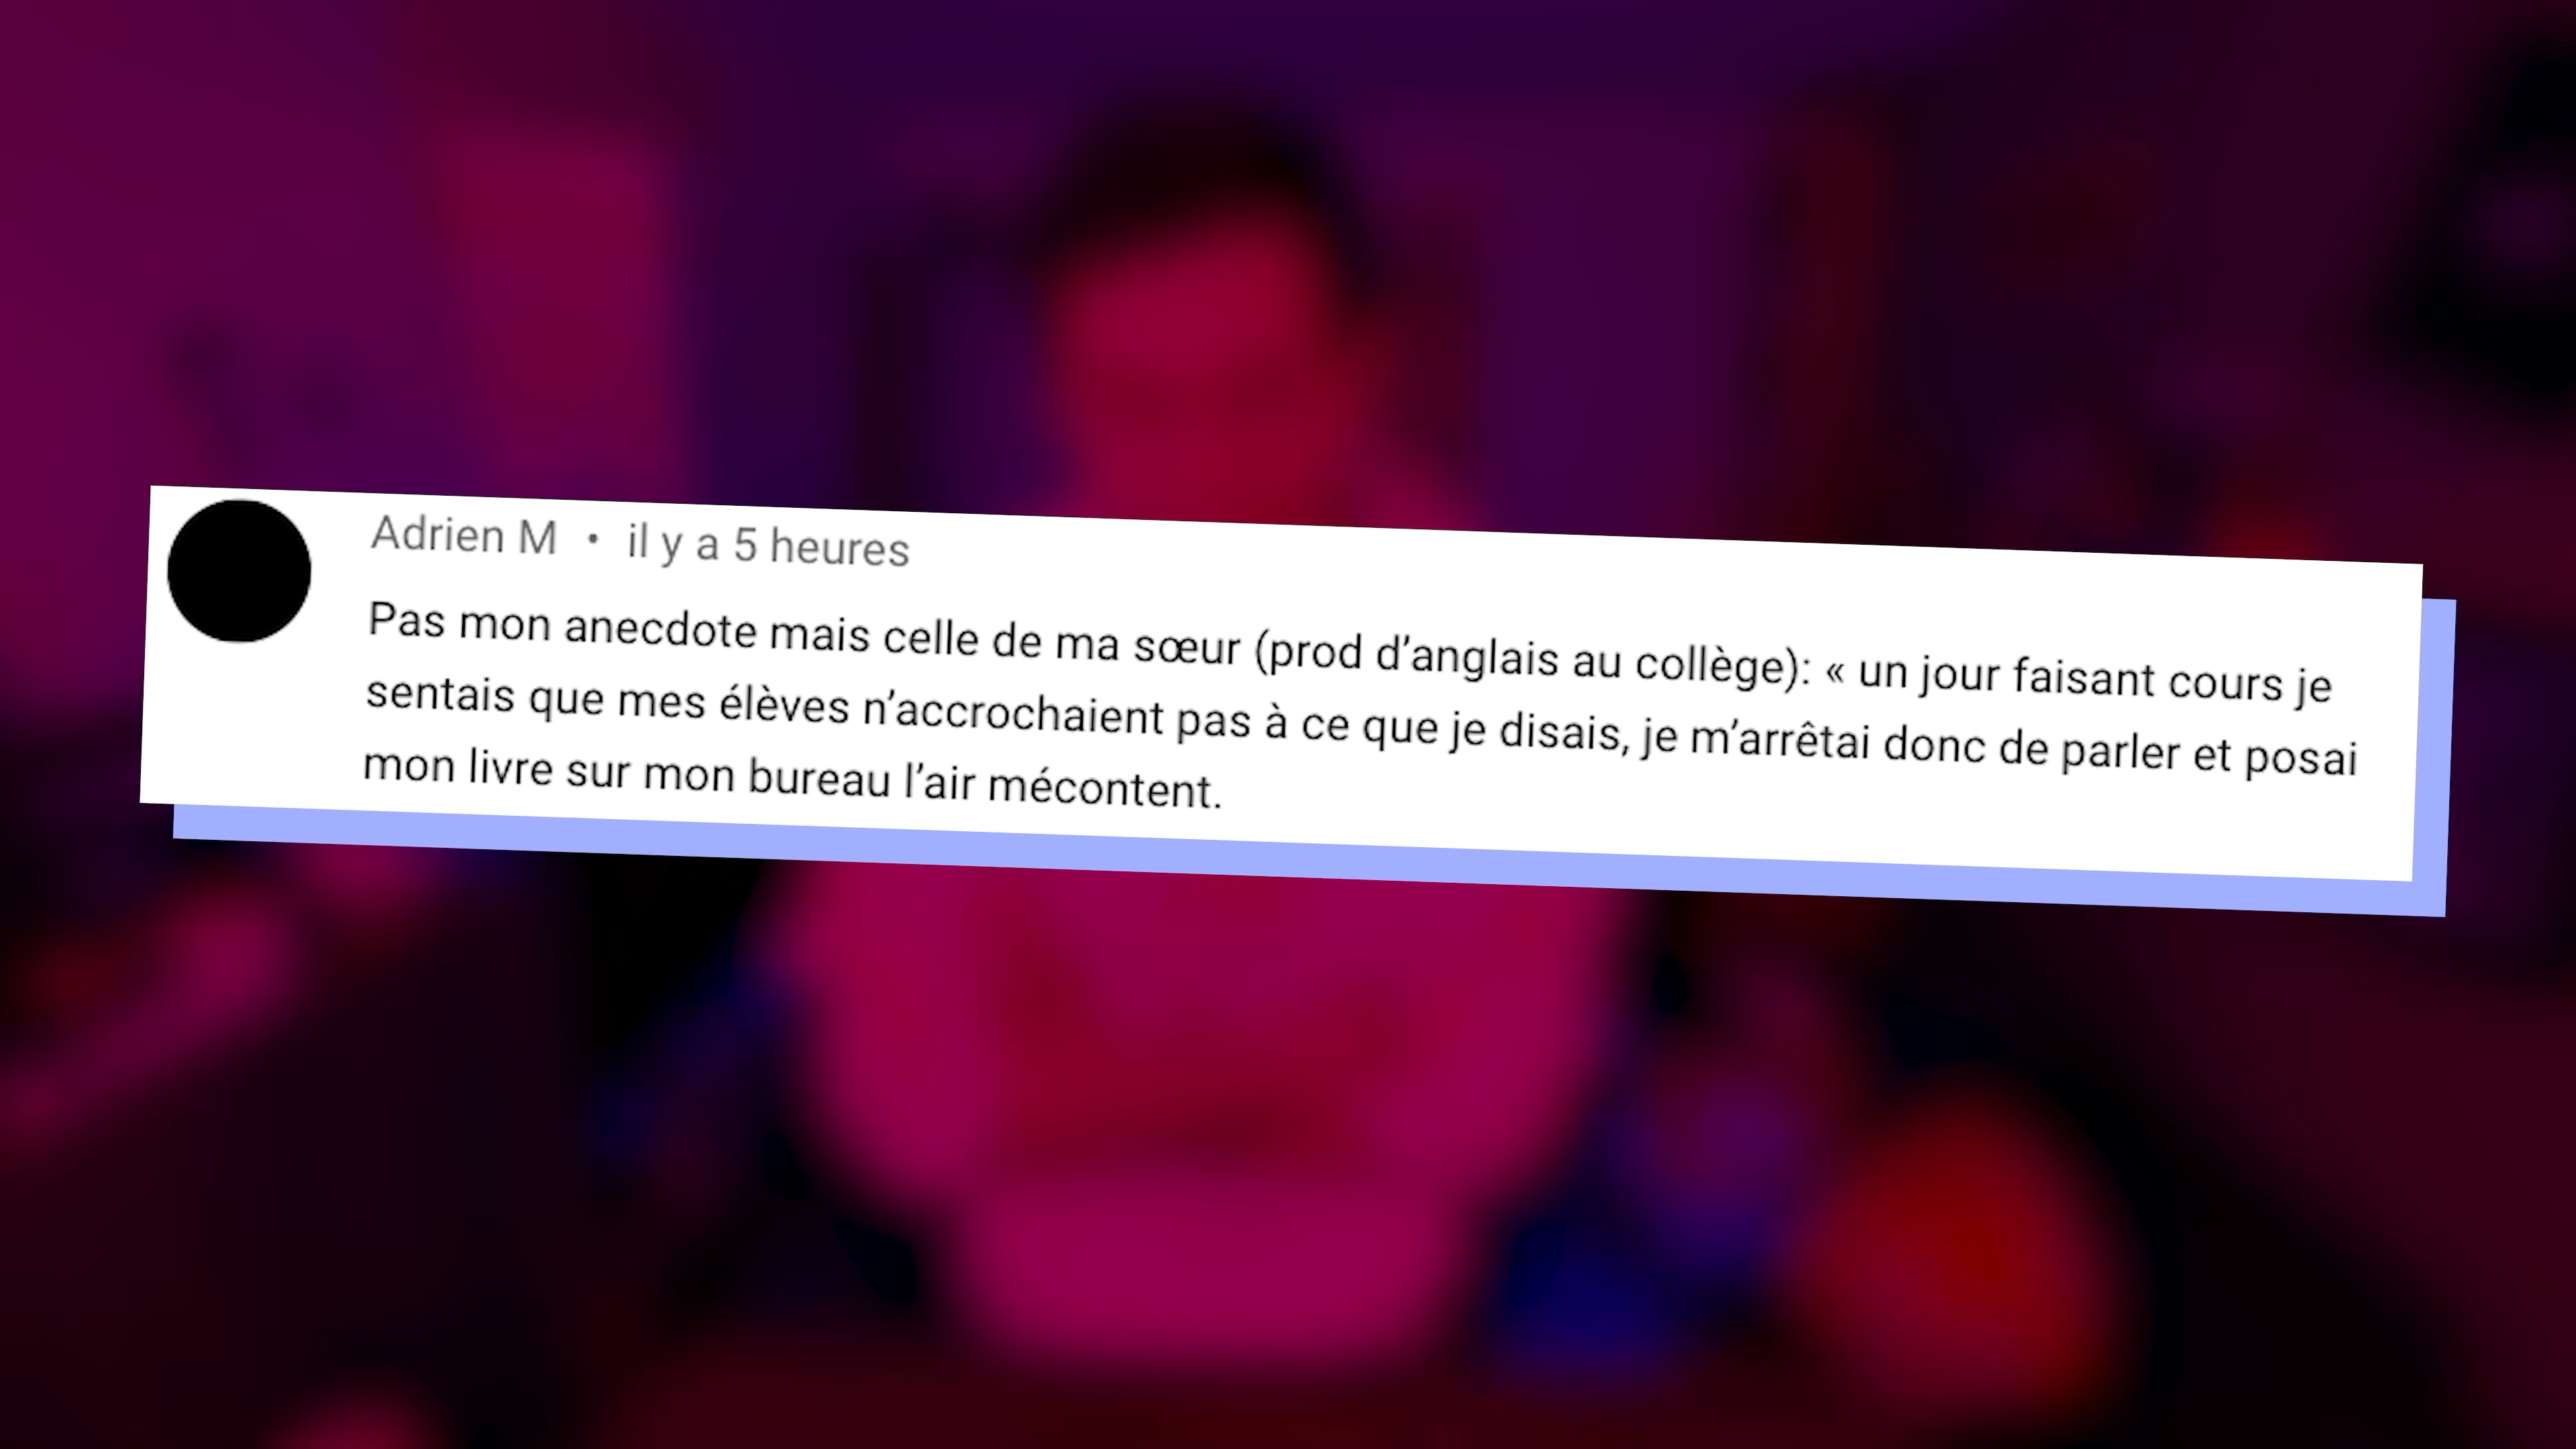 Adrien M • il y a 5 heures
Pas mon anecdote mais celle de ma sœur (prod d’anglais au collège): « un jour faisant cours je
sentais que mes élèves n’accrochaient pas à ce que je disais, je m’arrêtai donc de parler et posai
mon livre sur mon bureau l’air mécontent.